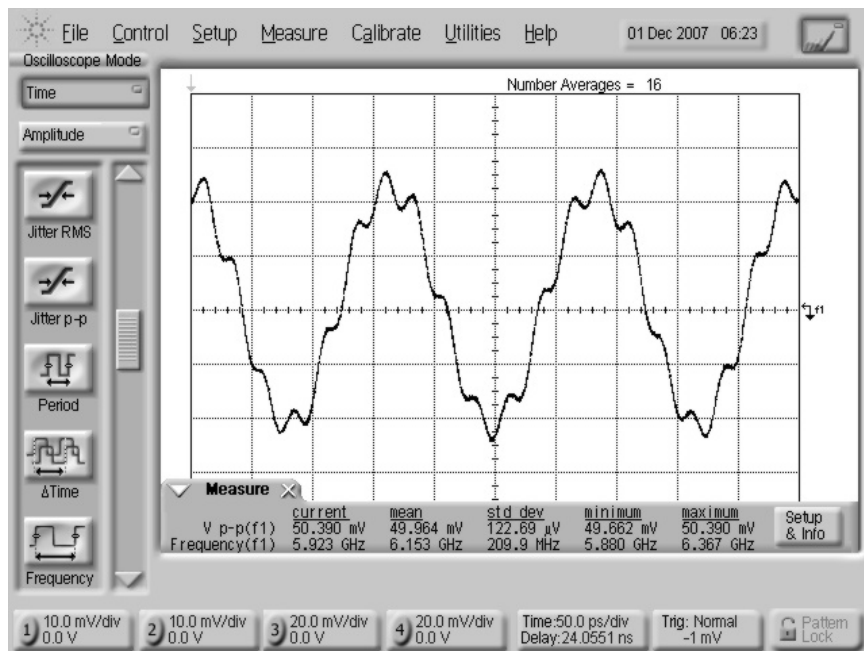 File Control Setup Measure Calibrate Utilities Help 01 Dec 2007 06:23
Oscilloscope Mode
Time
Amplitude
Number Averages = 16
Jitter RMS
Jitter p-p
Period
ΔTime
Frequency
f1
Measure
current mean std dev minimum maximum
V p-p(f1) 50.390 mV 49.964 mV 122.69 µV 49.662 mV 50.390 mV
Frequency(f1) 5.923 GHz 6.153 GHz 209.9 MHz 5.880 GHz 6.367 GHz
Setup
& Info
1 10.0 mV/div
0.0 V
2 10.0 mV/div
0.0 V
3 20.0 mV/div
0.0 V
4 20.0 mV/div
0.0 V
Time:50.0 ps/div
Delay:24.0551 ns
Trig: Normal
-1 mV
Pattern
Lock